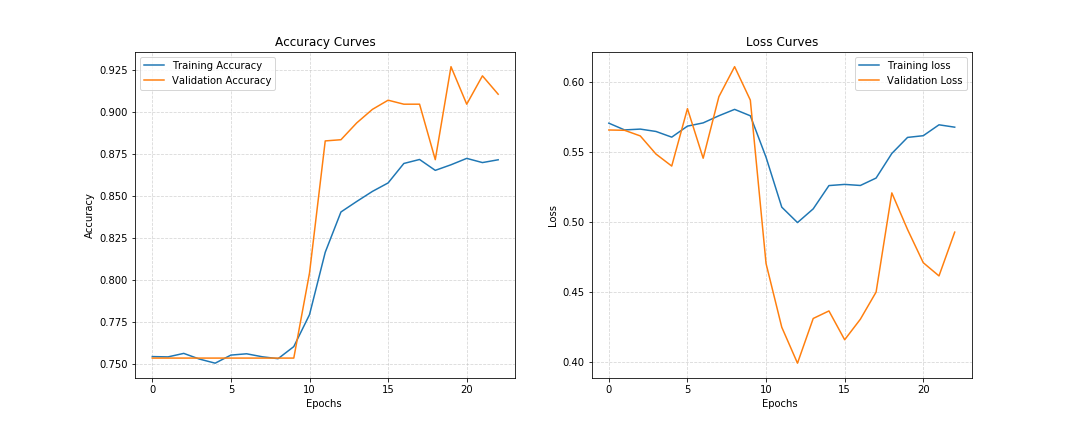 Accuracy Curves
Training Accuracy
Validation Accuracy
0.925
0.900
0.875
0.850
0.825
0.800
0.775
0.750
Accuracy
0 5 10 15 20
Epochs
Loss Curves
Training loss
Validation Loss
0.60
0.55
0.50
0.45
0.40
Loss
0 5 10 15 20
Epochs